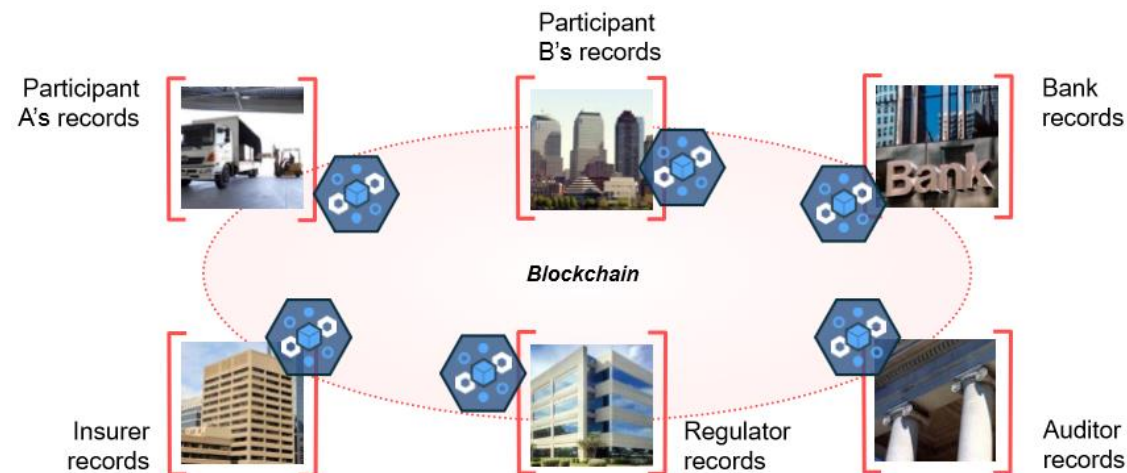 Participant
B's records
Participant
A's records
Bank
records
Bank
Blockchain
Insurer
records
Regulator
records
Auditor
records